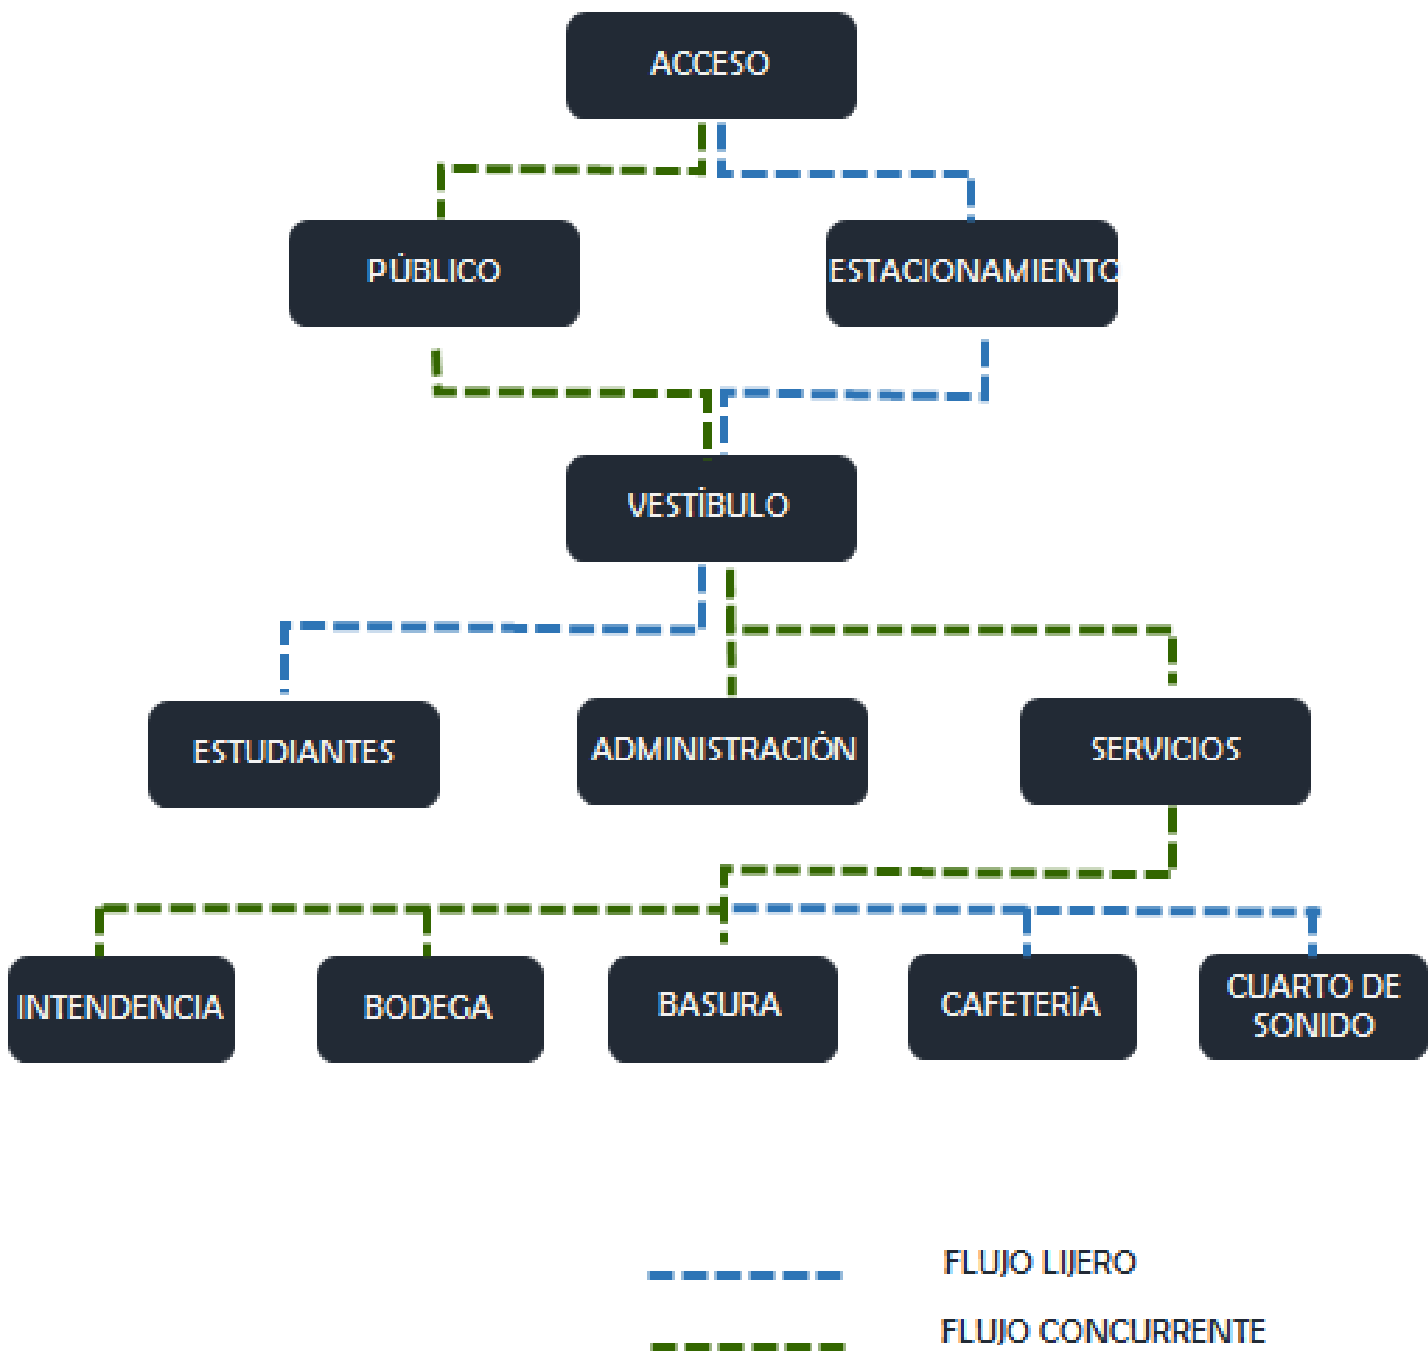 ACCESO
PÚBLICO
ESTACIONAMIENTO
VESTÍBULO
ESTUDIANTES
ADMINISTRACIÓN
SERVICIOS
INTENDENCIA
BODEGA
BASURA
CAFETERÍA
CUARTO DE
SONIDO
FLUJO LIJERO
FLUJO CONCURRENTE